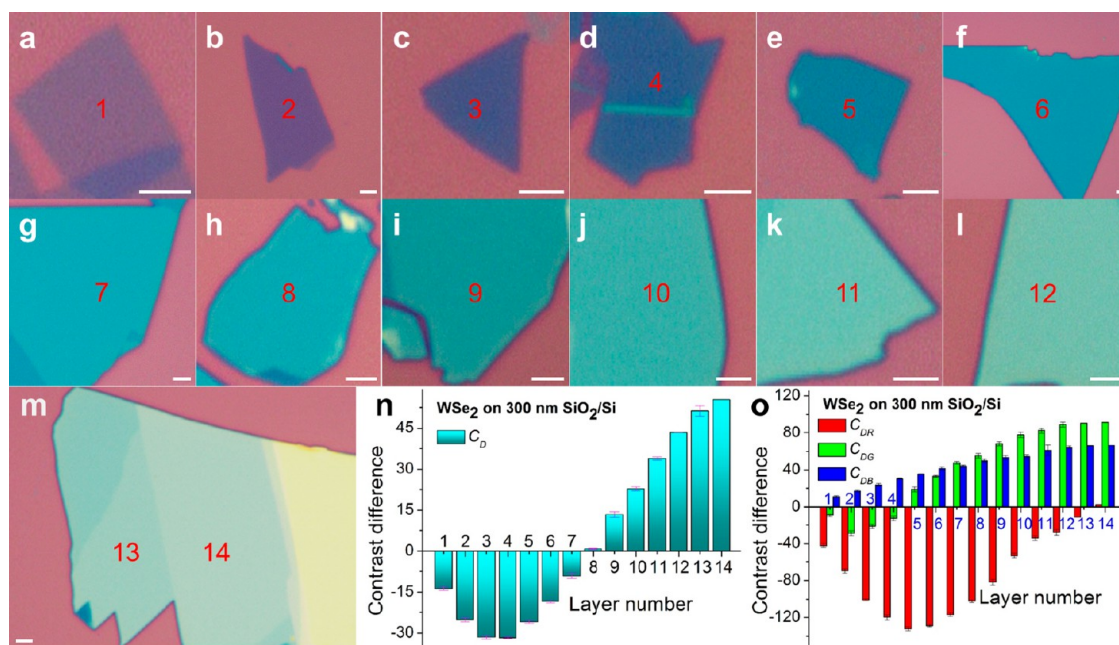 a
1
b
2
c
3
d
4
e
5
f
6
g
7
h
8
i
9
j
10
k
11
l
12
m
13
14
n
WSe2 on 300 nm SiO2/Si
CD
Contrast difference
45
30
15
0
-15
-30
1 2 3 4 5 6 7
8 9 10 11 12 13 14
Layer number
o
WSe2 on 300 nm SiO2/Si
CDR
CDG
CDB
Contrast difference
120
80
40
0
-40
-80
-120
1 2 3 4
5 6 7 8 9 10 11 12 13 14
Layer number